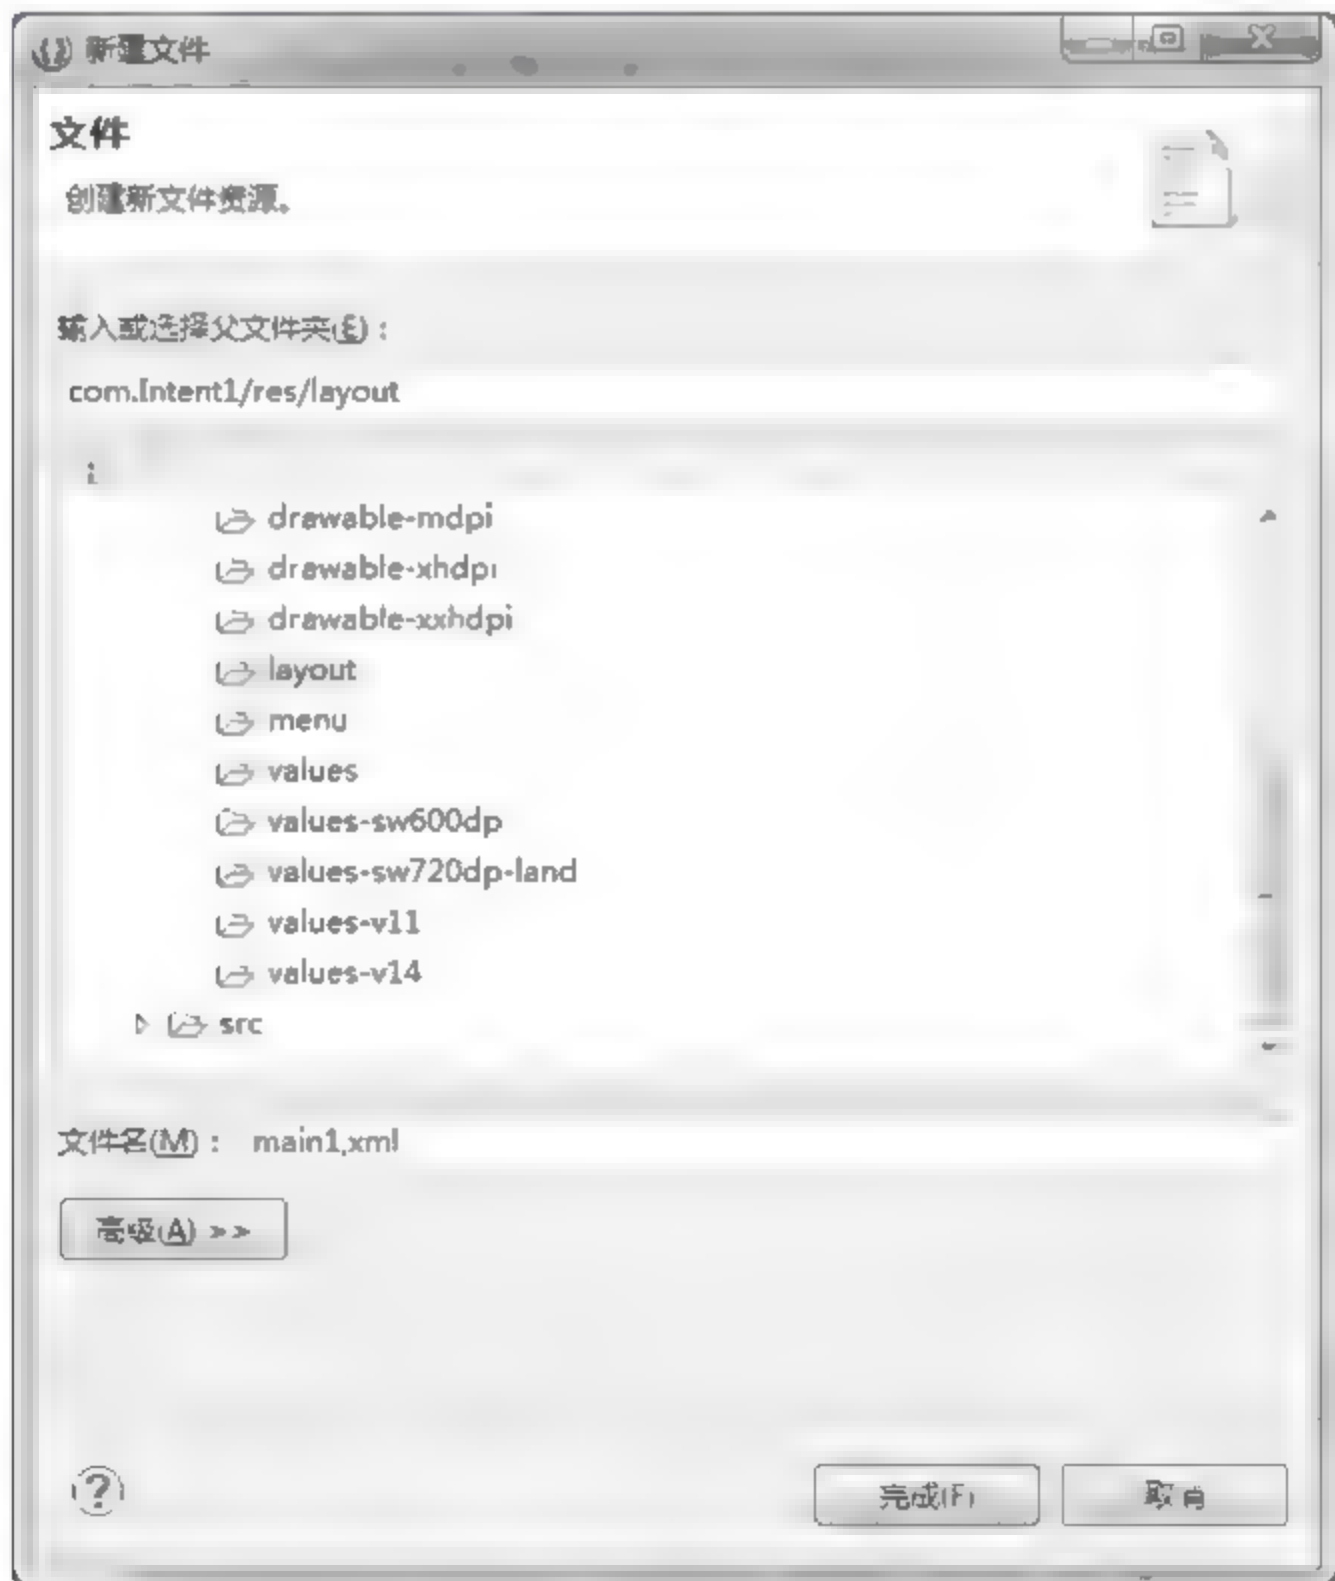 新建文件
文件
创建新文件资源。
输入或选择父文件夹(E)：
com.Intent1/res/layout
drawable-mdpi
drawable-xhdpi
drawable-xxhdpi
layout
menu
values
values-sw600dp
values-sw720dp-land
values-v11
values-v14
src
文件名(M)： main1.xml
高级(A) >>
?
完成(F) 取消